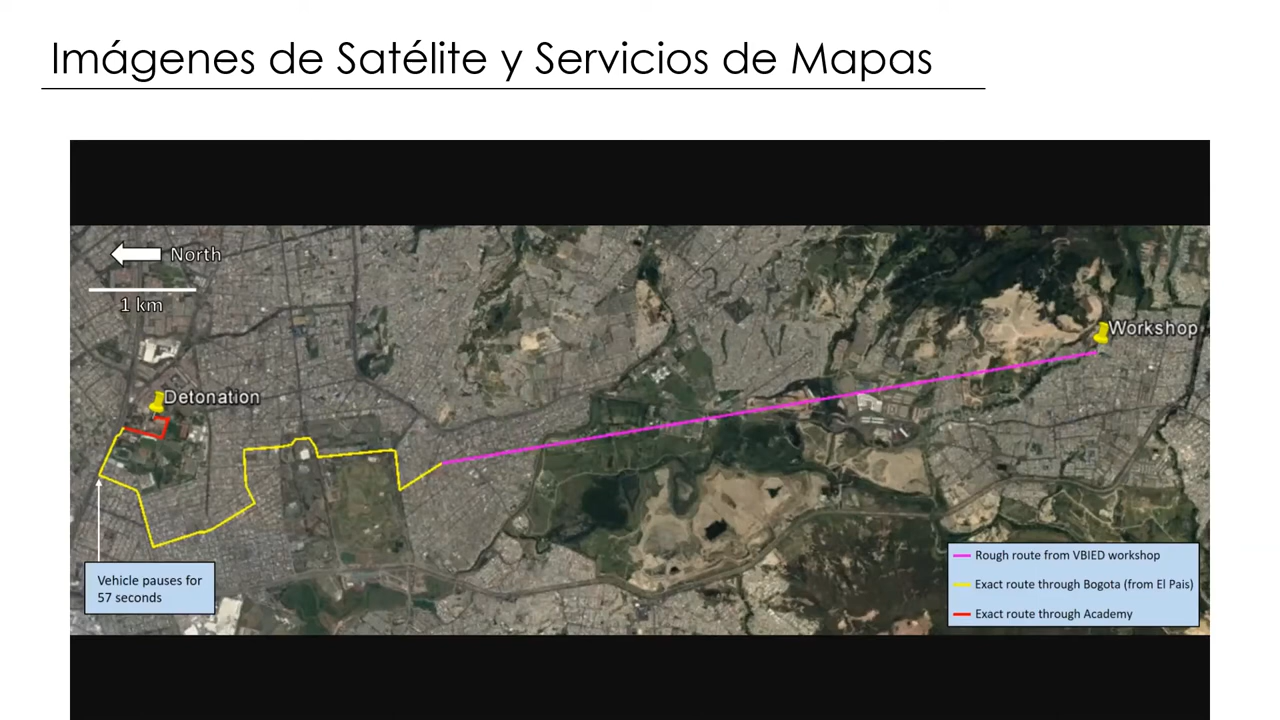 Imágenes de Satélite y Servicios de Mapas
North
1 km
Workshop
Detonation
Vehicle pauses for
57 seconds
Rough route from VBIED workshop
Exact route through Bogota (from El Pais)
Exact route through Academy